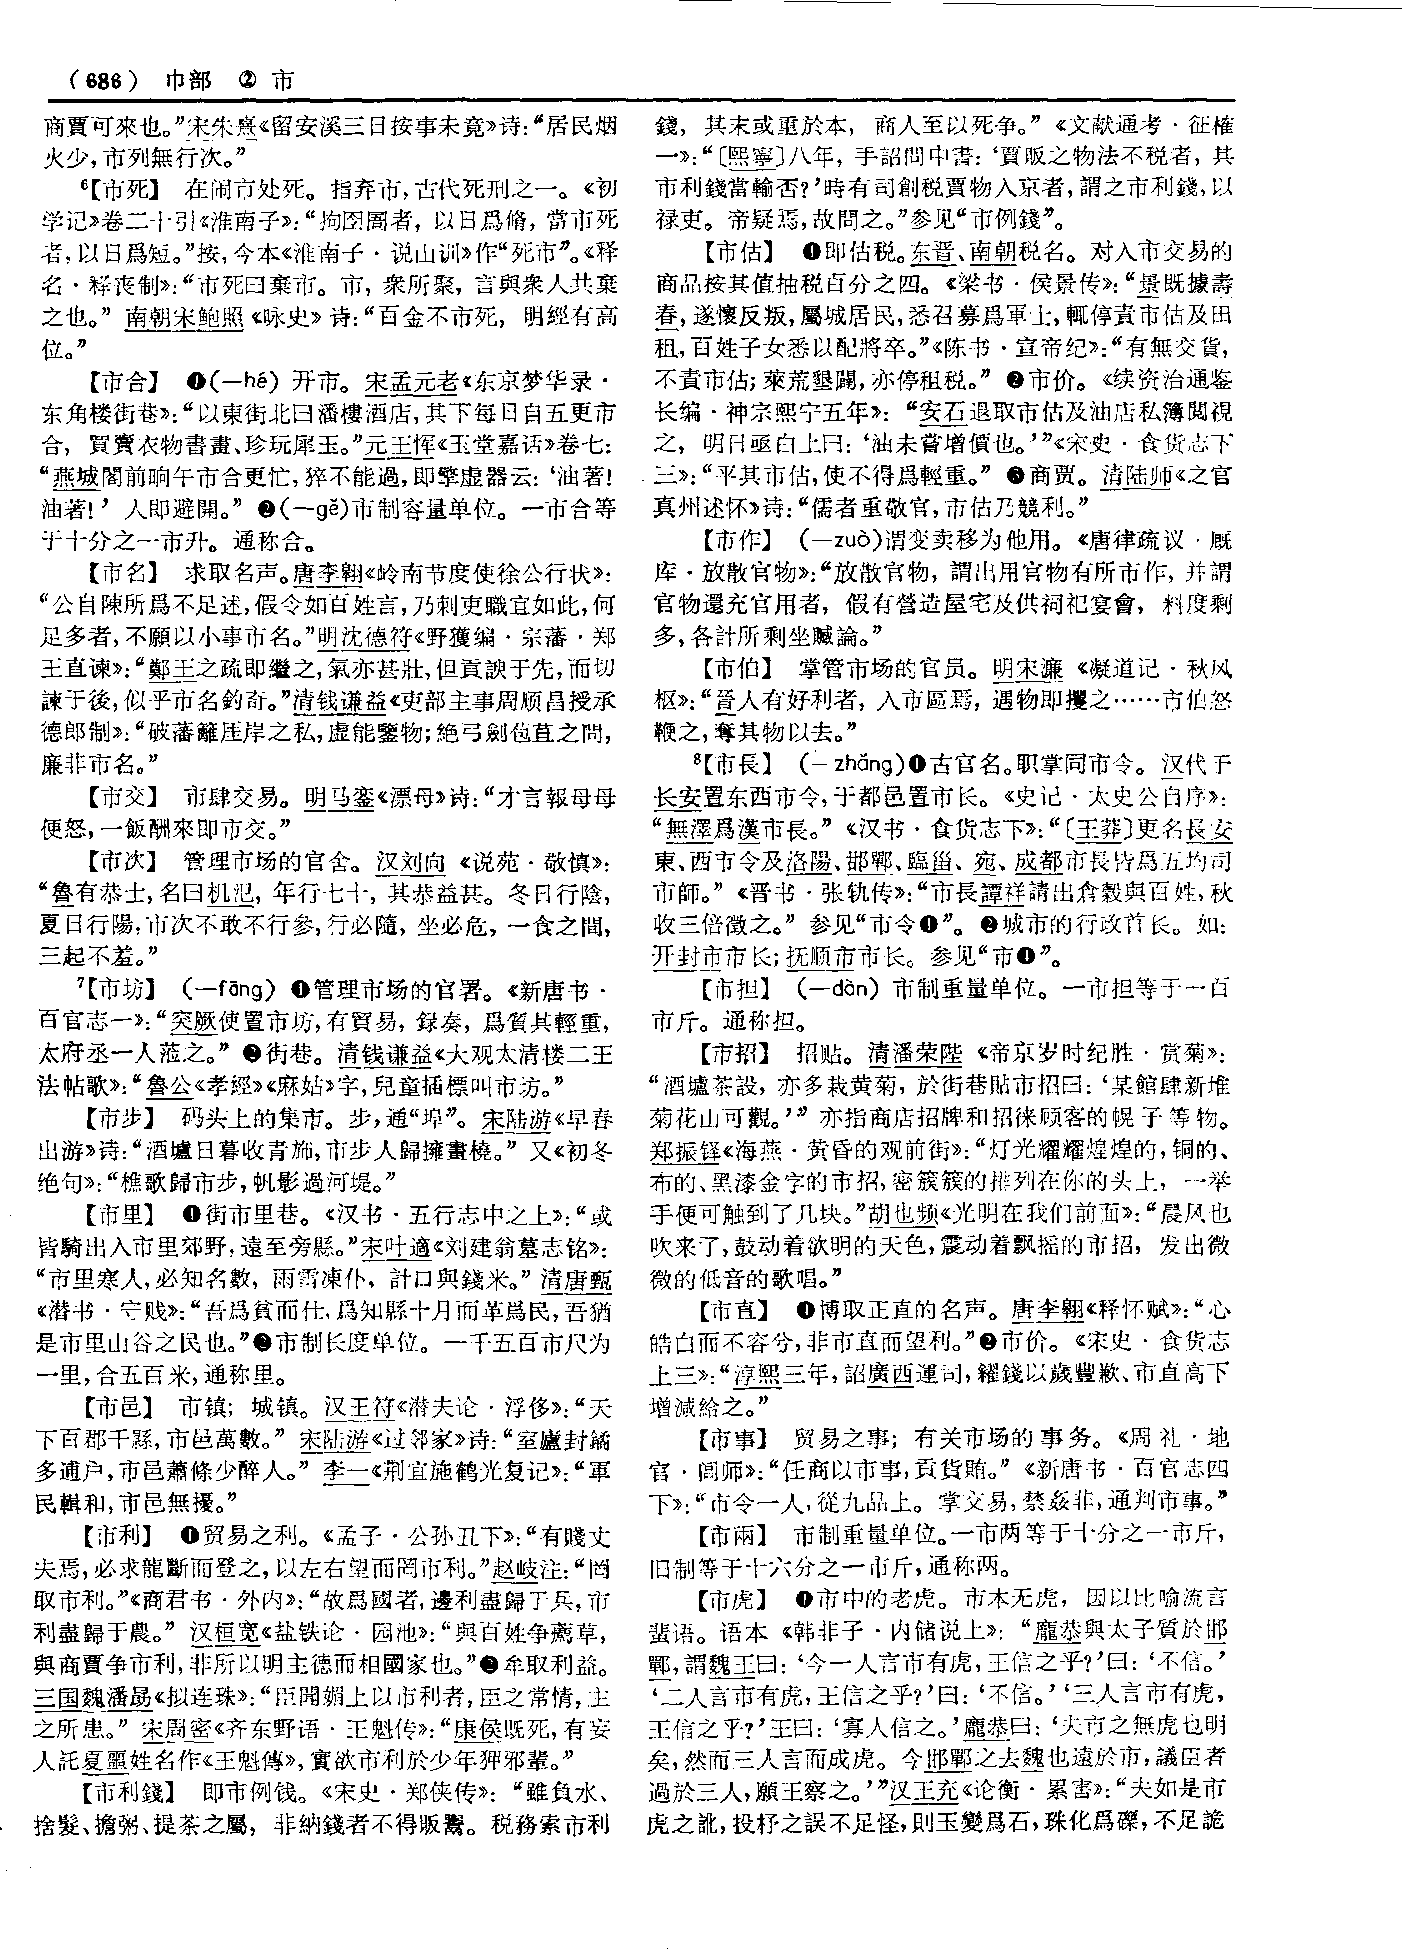 （686） 巾部 ② 市
商賈可來也。”宋朱熹《留安溪三日按事未竟》诗：“居民烟
火少，市列無行次。”
6【市死】 在闹市处死。指弃市，古代死刑之一。《初
学记》卷二十引《淮南子》：“拘囹圄者，以日爲脩，當市死
者，以日爲短。”按，今本《淮南子·说山训》作“死市”。《释
名·释丧制》：“市死曰棄市。市，衆所聚，言與衆人共棄
之也。” 南朝宋鲍照《咏史》诗：“百金不市死，明經有高
位。”
【市合】 ❶(—hé) 开市。宋孟元老《东京梦华录·
东角楼街巷》：“以東街北曰潘樓酒店，其下每日自五更市
合，買賣衣物書畫、珍玩犀玉。”元王恽《玉堂嘉话》卷七：
“燕城閣前晌午市合更忙，猝不能過，即擎虚器云：‘油著！
油著！’ 人即避開。” ❷(—gě)市制容量单位。一市合等
于十分之一市升。通称合。
【市名】 求取名声。唐李翱《岭南节度使徐公行状》：
“公自陳所爲不足述，假令如百姓言，乃刺吏職宜如此，何
足多者，不願以小事市名。”明沈德符《野獲编·宗藩·郑
王直谏》：“鄭王之疏即繼之，氣亦甚壯，但貢諛于先，而切
諫于後，似乎市名釣奇。”清钱谦益《吏部主事周顺昌授承
德郎制》：“破藩籬厓岸之私，虚能鑒物；絶弓劍苞苴之問，
廉非市名。”
【市交】 市肆交易。明马銮《漂母》诗：“才言報母母
便怒，一飯酬來即市交。”
【市次】 管理市场的官舍。汉刘向《说苑·敬慎》：
“魯有恭士，名曰机氾，年行七十，其恭益甚。冬日行陰，
夏日行陽，市次不敢不行參，行必隨，坐必危，一食之間，
三起不羞。”
7【市坊】 (—fāng) ❶管理市场的官署。《新唐书·
百官志一》：“突厥使置市坊，有貿易，録奏，爲質其輕重，
太府丞一人涖之。” ❷街巷。清钱谦益《大观太清楼二王
法帖歌》：“魯公《孝經》《麻姑》字，兒童插標叫市坊。”
【市步】 码头上的集市。步，通“埠”。宋陆游《早春
出游》诗：“酒壚日暮收青斾，市步人歸擁畫橈。” 又《初冬
绝句》：“樵歌歸市步，帆影過河堤。”
【市里】 ❶街市里巷。《汉书·五行志中之上》：“或
皆騎出入市里郊野，遠至旁縣。”宋叶適《刘建翁墓志铭》：
“市里寒人，必知名數，雨雪凍仆，計口與錢米。”清唐甄
《潜书·守贱》：“吾爲貧而仕，爲知縣十月而革爲民，吾猶
是市里山谷之民也。”❷市制长度单位。一千五百市尺为
一里，合五百米，通称里。
【市邑】 市镇；城镇。汉王符《潜夫论·浮侈》：“天
下百郡千縣，市邑萬數。” 宋陆游《过邻家》诗：“室廬封鐍
多逋户，市邑蕭條少醉人。” 李一《荆宜施鹤光复记》：“軍
民輯和，市邑無擾。”
【市利】 ❶贸易之利。《孟子·公孙丑下》：“有賤丈
夫焉，必求龍斷而登之，以左右望而罔市利。”赵岐注：“罔
取市利。”《商君书·外内》：“故爲國者，邊利盡歸于兵，市
利盡歸于農。” 汉桓宽《盐铁论·园池》：“與百姓争薦草，
與商賈争市利，非所以明主德而相國家也。”❷牟取利益。
三国魏潘勗《拟连珠》：“臣聞媚上以市利者，臣之常情，主
之所患。” 宋周密《齐东野语·王魁传》：“康侯既死，有妄
人託夏噩姓名作《王魁傳》，實欲市利於少年狎邪輩。”
【市利錢】 即市例钱。《宋史·郑侠传》：“雖負水、
捨髮、擔粥、提茶之屬，非納錢者不得販鬻。税務索市利
錢，其末或重於本，商人至以死争。” 《文献通考·征榷
一》：“〔熙寧〕八年，手詔問中書：‘賈販之物法不税者，其
市利錢當輸否？’時有司創税賈物入京者，謂之市利錢，以
禄吏。帝疑焉，故問之。”参见“市例錢”。
【市估】 ❶即估税。东晋、南朝税名。对入市交易的
商品按其值抽税百分之四。《梁书·侯景传》：“景既據壽
春，遂懷反叛，屬城居民，悉召募爲軍士，輒停責市估及田
租，百姓子女悉以配將卒。”《陈书·宣帝纪》：“有無交貨，
不責市估；萊荒墾闢，亦停租税。” ❷市价。《续资治通鉴
长编·神宗熙宁五年》：“安石退取市估及油店私簿閲視
之，明日亟白上曰：‘油未嘗增價也。’”《宋史·食货志下
三》：“平其市估，使不得爲輕重。” ❸商贾。清陆师《之官
真州述怀》诗：“儒者重敬官，市估乃競利。”
【市作】 (—zuò)谓变卖移为他用。《唐律疏议·厩
库·放散官物》：“放散官物，謂出用官物有所市作，并謂
官物還充官用者，假有營造屋宅及供祠祀宴會，料度剩
多，各計所剩坐贓論。”
【市伯】 掌管市场的官员。明宋濂《凝道记·秋风
枢》：“晉人有好利者，入市區焉，遇物即攫之……市伯怒
鞭之，奪其物以去。”
8【市長】 (—zhǎng)❶古官名。职掌同市令。汉代于
长安置东西市令，于都邑置市长。《史记·太史公自序》：
“無澤爲漢市長。” 《汉书·食货志下》：“〔王莽〕更名長安
東、西市令及洛陽、邯鄲、臨甾、宛、成都市長皆爲五均司
市師。” 《晋书·张轨传》：“市長譚祥請出倉穀與百姓，秋
收三倍徵之。” 参见“市令❶”。❷城市的行政首长。如：
开封市市长；抚顺市市长。参见“市❶”。
【市担】 (—dàn) 市制重量单位。一市担等于一百
市斤。通称担。
【市招】 招贴。清潘荣陛《帝京岁时纪胜·赏菊》：
“酒壚茶設，亦多栽黄菊，於街巷貼市招曰：‘某館肆新堆
菊花山可觀。’” 亦指商店招牌和招徕顾客的幌子等物。
郑振铎《海燕·黄昏的观前街》：“灯光耀耀煌煌的，铜的、
布的、黑漆金字的市招，密簇簇的排列在你的头上，一举
手便可触到了几块。”胡也频《光明在我们前面》：“晨风也
吹来了，鼓动着欲明的天色，震动着飘摇的市招，发出微
微的低音的歌唱。”
【市直】 ❶博取正直的名声。唐李翱《释怀赋》：“心
皓白而不容兮，非市直而望利。”❷市价。《宋史·食货志
上三》：“淳熙三年，詔廣西運司，糴錢以歲豐歉、市直高下
增減給之。”
【市事】 贸易之事；有关市场的事务。《周礼·地
官·闾师》：“任商以市事，貢貨賄。”《新唐书·百官志四
下》：“市令一人，從九品上。掌交易，禁姦非，通判市事。”
【市兩】 市制重量单位。一市两等于十分之一市斤，
旧制等于十六分之一市斤，通称两。
【市虎】 ❶市中的老虎。市本无虎，因以比喻流言
蜚语。语本《韩非子·内储说上》：“龐恭與太子質於邯
鄲，謂魏王曰：‘今一人言市有虎，王信之乎？’曰：‘不信。’
‘二人言市有虎，王信之乎？’曰：‘不信。’‘三人言市有虎，
王信之乎？’王曰：‘寡人信之。’龐恭曰：‘夫市之無虎也明
矣，然而三人言而成虎。今邯鄲之去魏也遠於市，議臣者
過於三人，願王察之。’”汉王充《论衡·累害》：“夫如是市
虎之訛，投杼之誤不足怪，則玉變爲石，珠化爲礫，不足詭